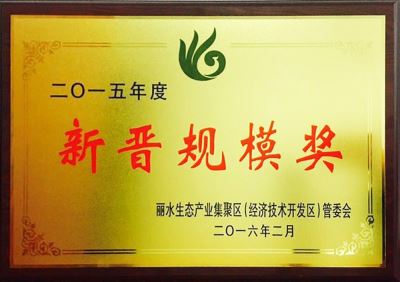 二〇一五年度
新晋规模奖
丽水生态产业集聚区(经济技术开发区)管委会
二〇一六年二月